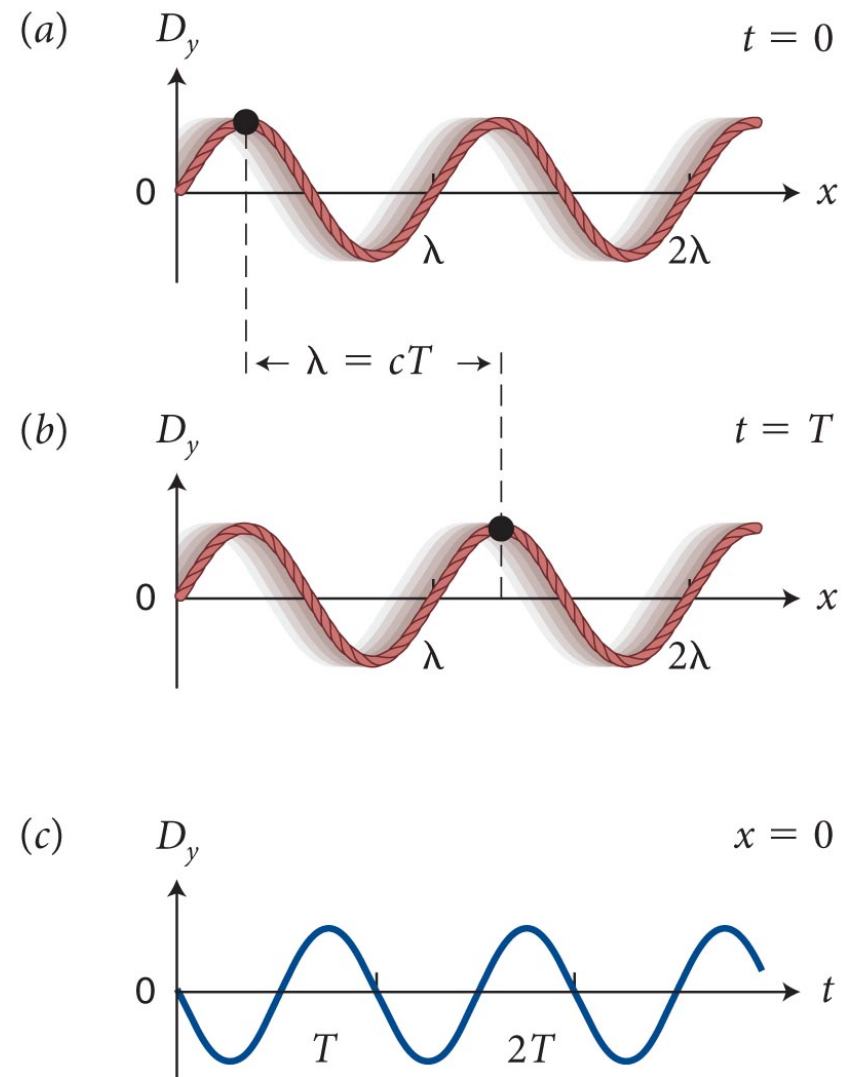 (a) D_y t = 0
0 x
λ 2λ
← λ = cT →
(b) D_y t = T
0 x
λ 2λ
(c) D_y x = 0
0 t
T 2T